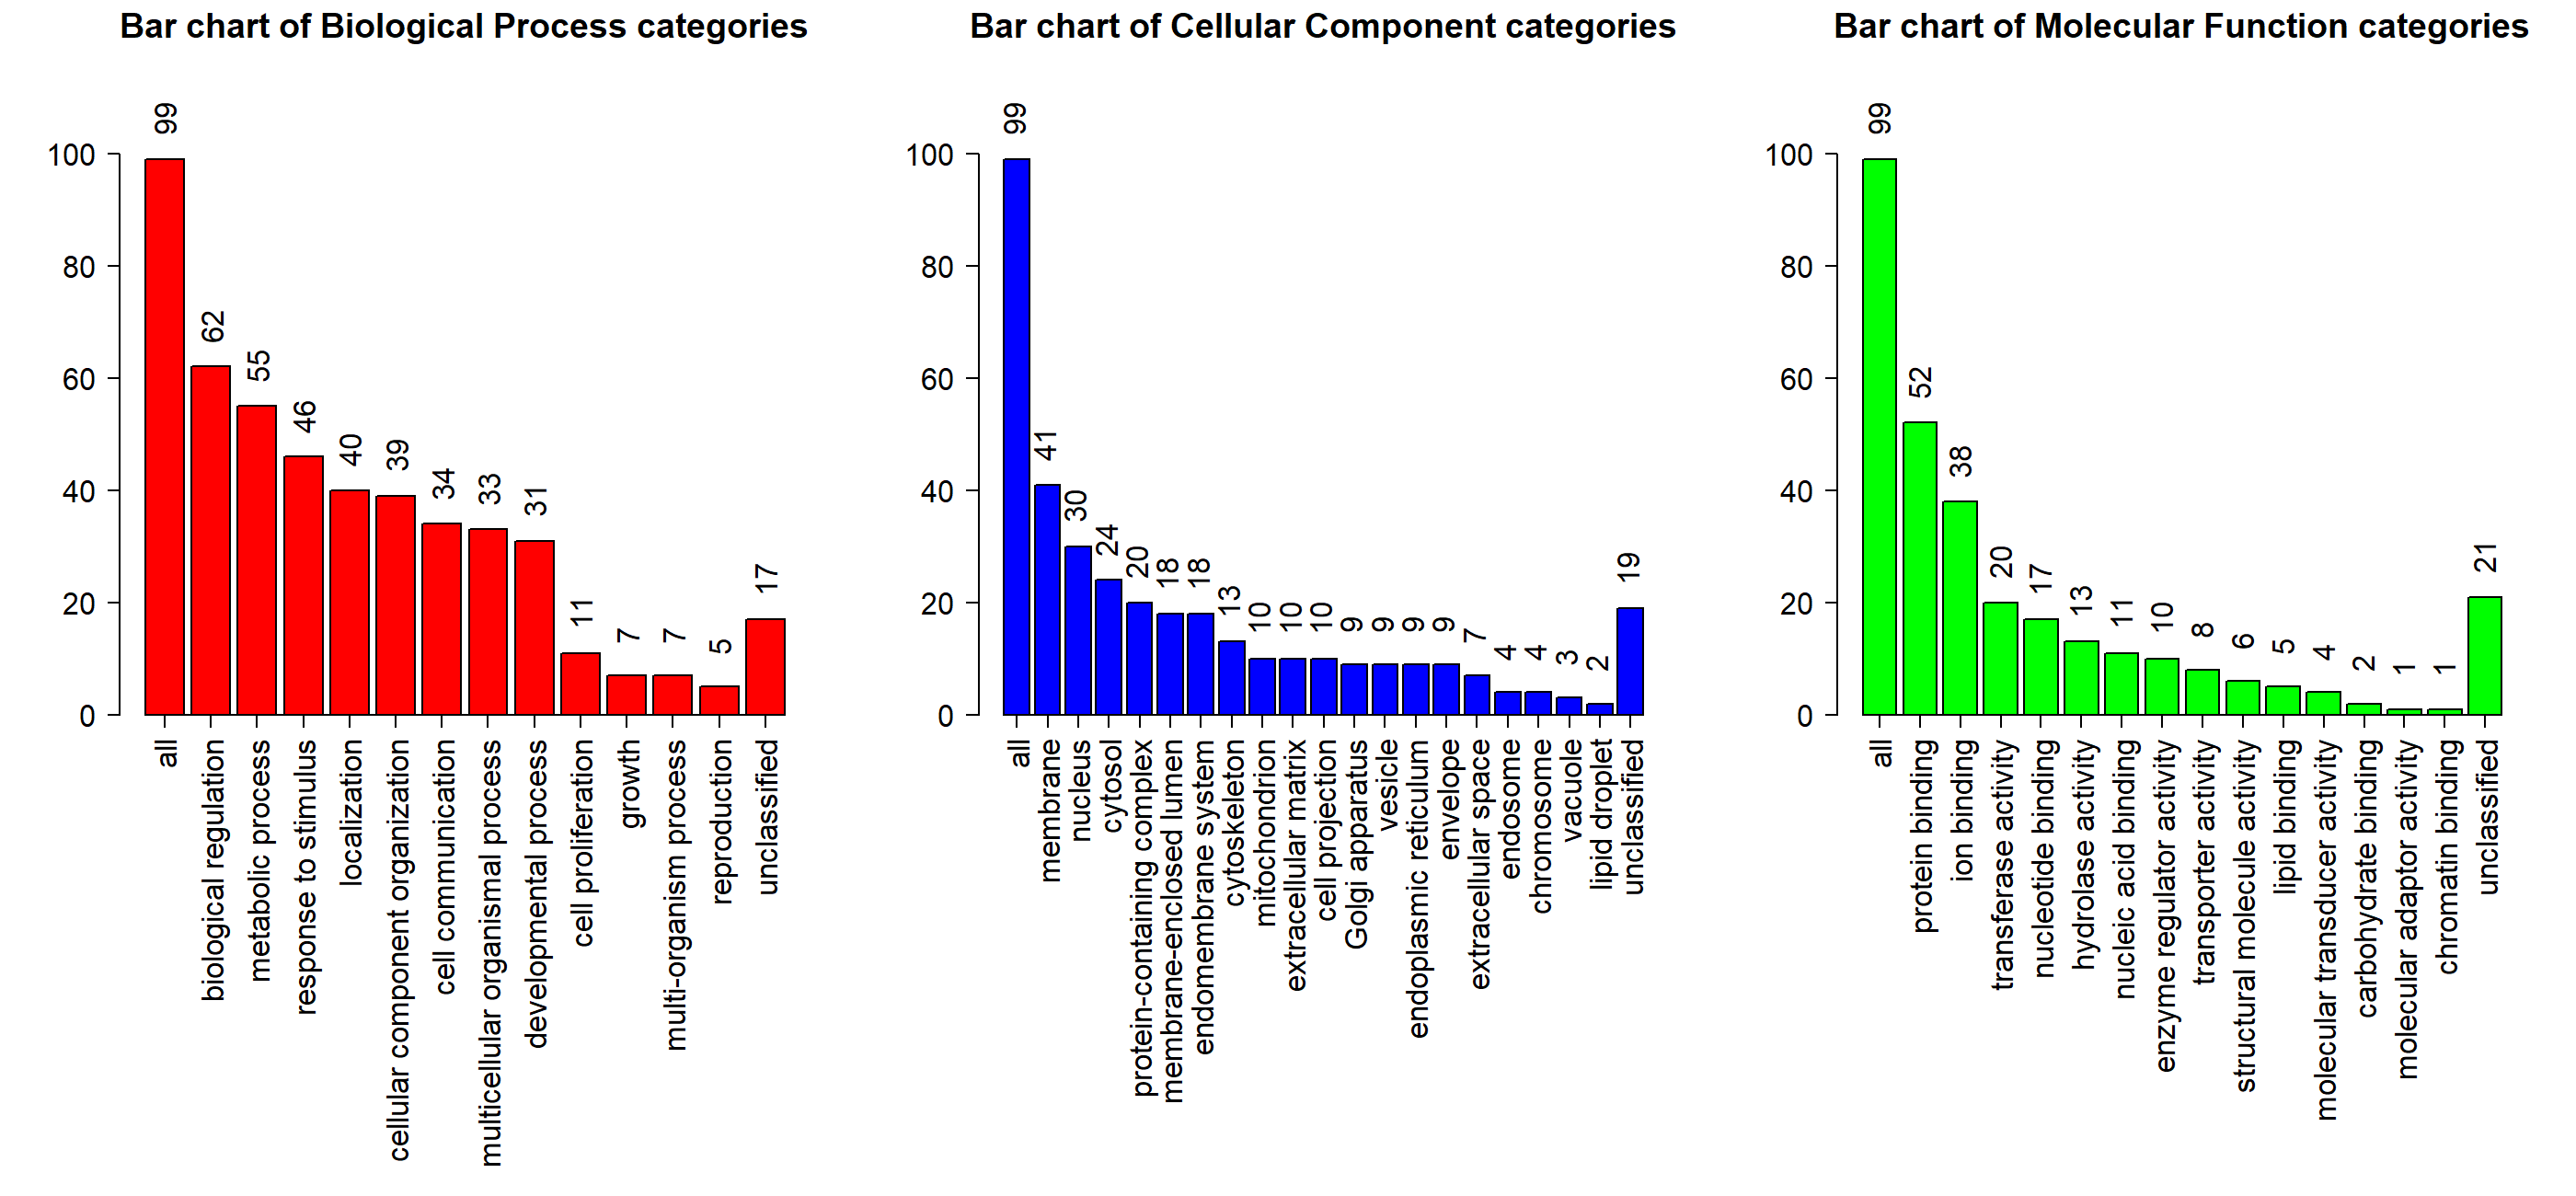 Bar chart of Biological Process categories
99
62
55
46
40
39
34
33
31
11
7
7
5
17
100
80
60
40
20
0
all
biological regulation
metabolic process
response to stimulus
localization
cellular component organization
cell communication
multicellular organismal process
developmental process
cell proliferation
growth
multi-organism process
reproduction
unclassified
Bar chart of Cellular Component categories
99
41
30
24
20
18
18
13
10
10
10
9
9
9
9
7
4
4
3
2
19
100
80
60
40
20
0
all
membrane
nucleus
cytosol
protein-containing complex
membrane-enclosed lumen
endomembrane system
cytoskeleton
mitochondrion
extracellular matrix
cell projection
Golgi apparatus
vesicle
endoplasmic reticulum
envelope
extracellular space
endosome
chromosome
vacuole
lipid droplet
unclassified
Bar chart of Molecular Function categories
99
52
38
20
17
13
11
10
8
6
5
4
2
1
1
21
100
80
60
40
20
0
all
protein binding
ion binding
transferase activity
nucleotide binding
hydrolase activity
nucleic acid binding
enzyme regulator activity
transporter activity
structural molecule activity
lipid binding
molecular transducer activity
carbohydrate binding
molecular adaptor activity
chromatin binding
unclassified